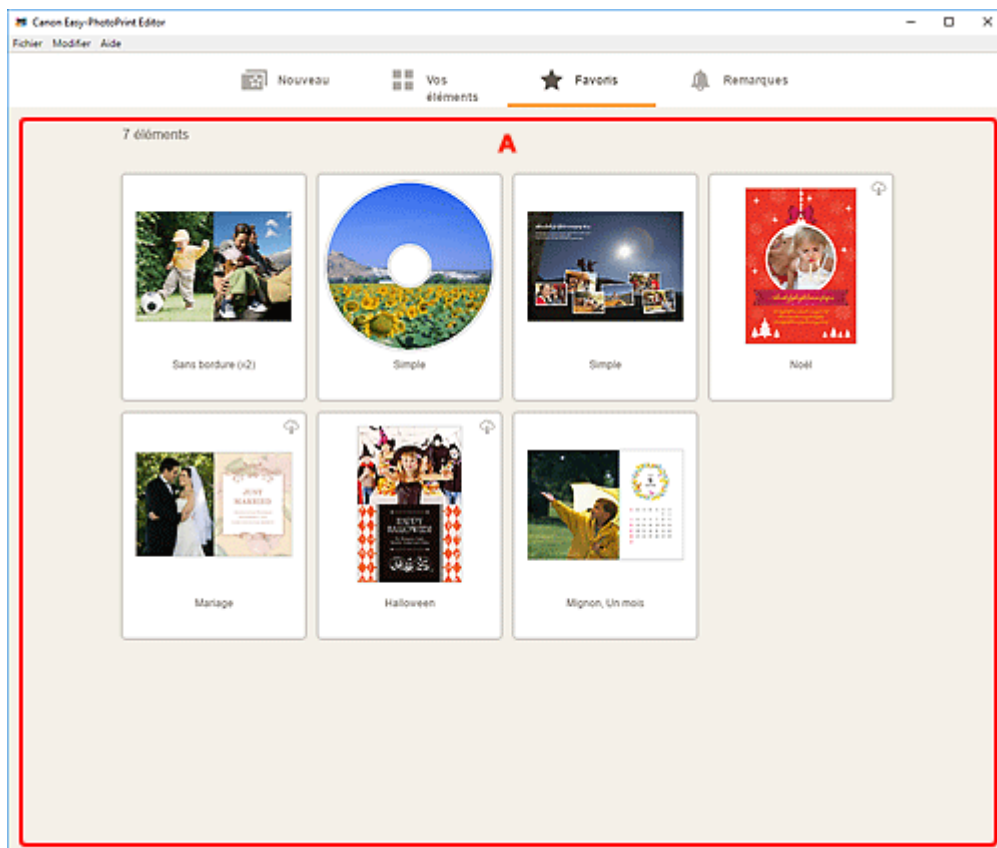 Canon Easy-PhotoPrint Editor
Fichier Modifier Aide
Nouveau
Vos
éléments
Favoris
Remarques
7 éléments
A
Sans bordure (x2)
Simple
Simple
Noël
JUST
MARRIED
HAPPY
HALLOWEEN
Mariage
Halloween
Mignon, Un mois